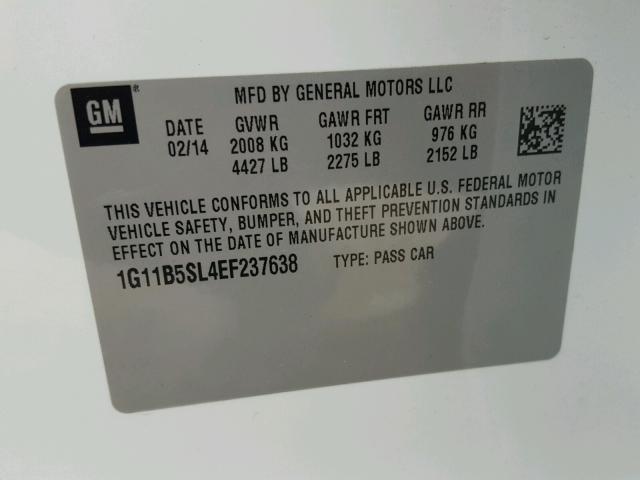 GM®
MFD BY GENERAL MOTORS LLC
DATE GVWR GAWR FRT GAWR RR
02/14 2008 KG 1032 KG 976 KG
4427 LB 2275 LB 2152 LB
THIS VEHICLE CONFORMS TO ALL APPLICABLE U.S. FEDERAL MOTOR
VEHICLE SAFETY, BUMPER, AND THEFT PREVENTION STANDARDS IN
EFFECT ON THE DATE OF MANUFACTURE SHOWN ABOVE.
1G11B5SL4EF237638 TYPE: PASS CAR